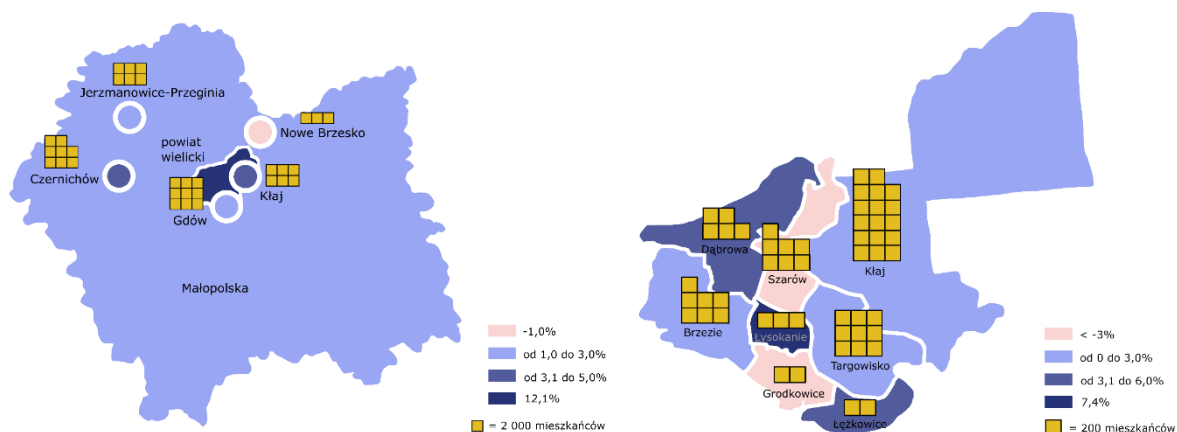 Jerzmanowice-Przeginia
Nowe Brzesko
powiat
wielicki
Czernichów
Kłaj
Gdów
Małopolska
-1,0%
od 1,0 do 3,0%
od 3,1 do 5,0%
12,1%
= 2 000 mieszkańców
Dąbrowa
Szarów
Kłaj
Brzezie
Łysokanie
Targowisko
Grodkowice
Łężkowice
< -3%
od 0 do 3,0%
od 3,1 do 6,0%
7,4%
= 200 mieszkańców